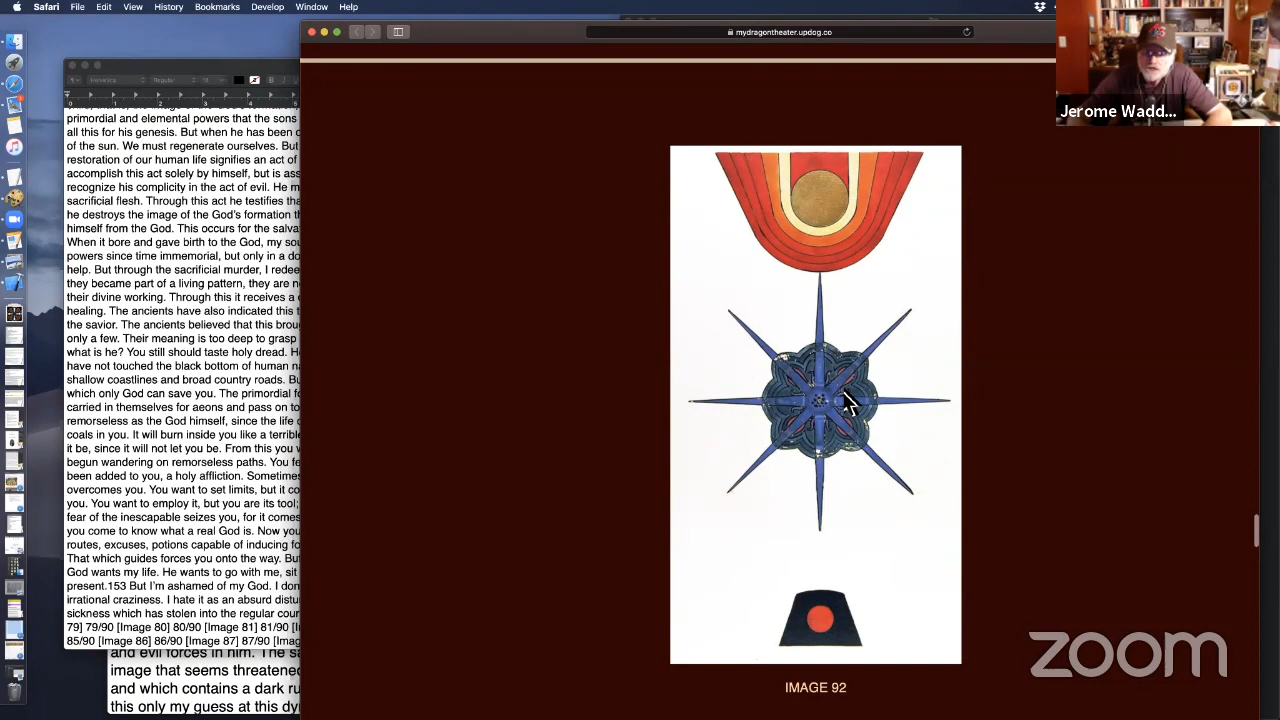 Safari File Edit View History Bookmarks Develop Window Help
mydragontheater.updog.co
Helvetica Regular
0 1 2 3 4 5
primordial and elemental powers that the sons
all this for his genesis. But when he has been
of the sun. We must regenerate ourselves. But
restoration of our human life signifies an act of
accomplish this act solely by himself, but is ass
recognize his complicity in the act of evil. He m
sacrificial flesh. Through this act he testifies tha
he destroys the image of the God's formation
himself from the God. This occurs for the salva
When it bore and gave birth to the God, my sou
powers since time immemorial, but only in a do
help. But through the sacrificial murder, I redee
they became part of a living pattern, they are n
their divine working. Through this it receives a
healing. The ancients have also indicated this
the savior. The ancients believed that this brou
only a few. Their meaning is too deep to grasp
what is he? You still should taste holy dread. H
have not touched the black bottom of human n
shallow coastlines and broad country roads. Bu
which only God can save you. The primordial fo
carried in themselves for aeons and pass on to
remorseless as the God himself, since the life
coals in you. It will burn inside you like a terrible
it be, since it will not let you be. From this you
begun wandering on remorseless paths. You fe
been added to you, a holy affliction. Sometimes
overcomes you. You want to set limits, but it co
you. You want to employ it, but you are its tool;
fear of the inescapable seizes you, for it comes
you come to know what a real God is. Now you
routes, excuses, potions capable of inducing fo
That which guides forces you onto the way. But
God wants my life. He wants to go with me, sit
present.153 But I'm ashamed of my God. I don
irrational craziness. I hate it as an absurd distu
sickness which has stolen into the regular cour
79] 79/90 [Image 80] 80/90 [Image 81] 81/90 [Im
85/90 [Image 86] 86/90 [Image 87] 87/90 [Imag
and evil forces in him. The sa
image that seems threatened
and which contains a dark ru
this only my guess at this dy
IMAGE 92
Jerome Wadd...
zoom